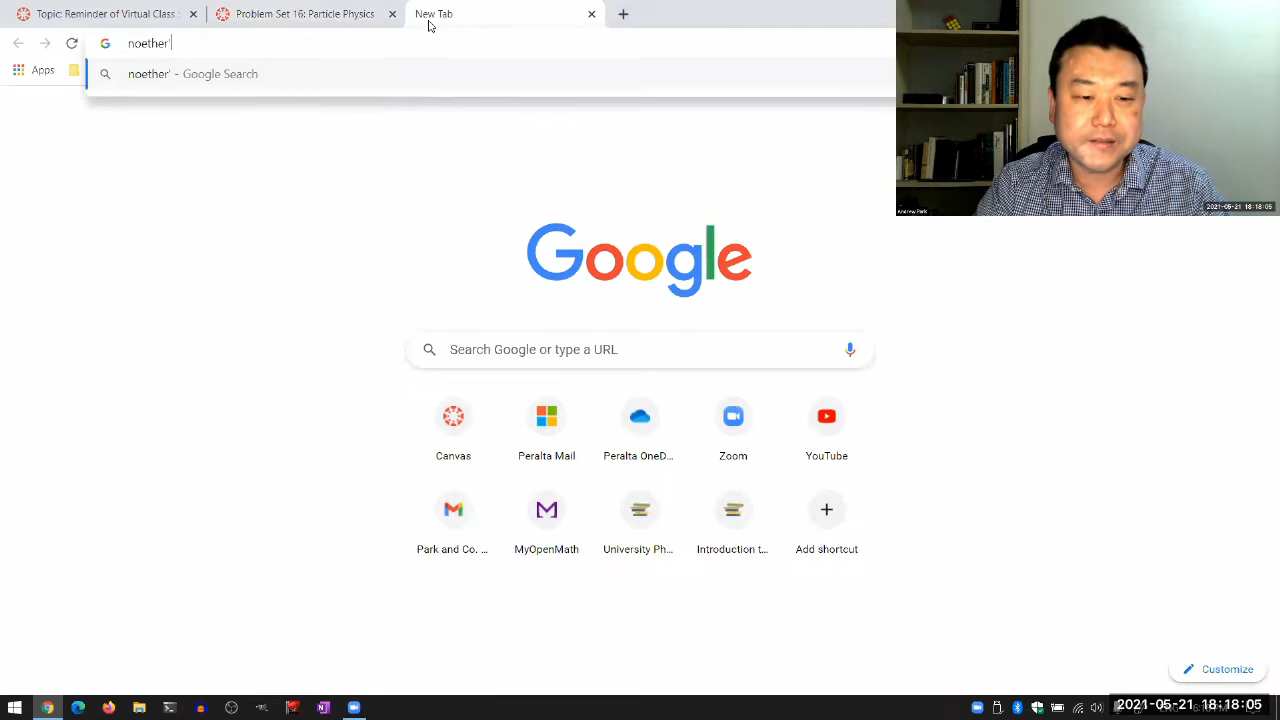 Topic: Reminder of Virtual Class
Problem Set 16: Particle Physics
New Tab
noether'
Apps
noether' - Google Search
Andrew Park
2021-05-21 18:18:05
Google
Search Google or type a URL
Canvas
Peralta Mail
Peralta OneD...
Zoom
YouTube
Park and Co. ...
MyOpenMath
University Ph...
Introduction t...
Add shortcut
Customize
2021-05-21 18:18:05